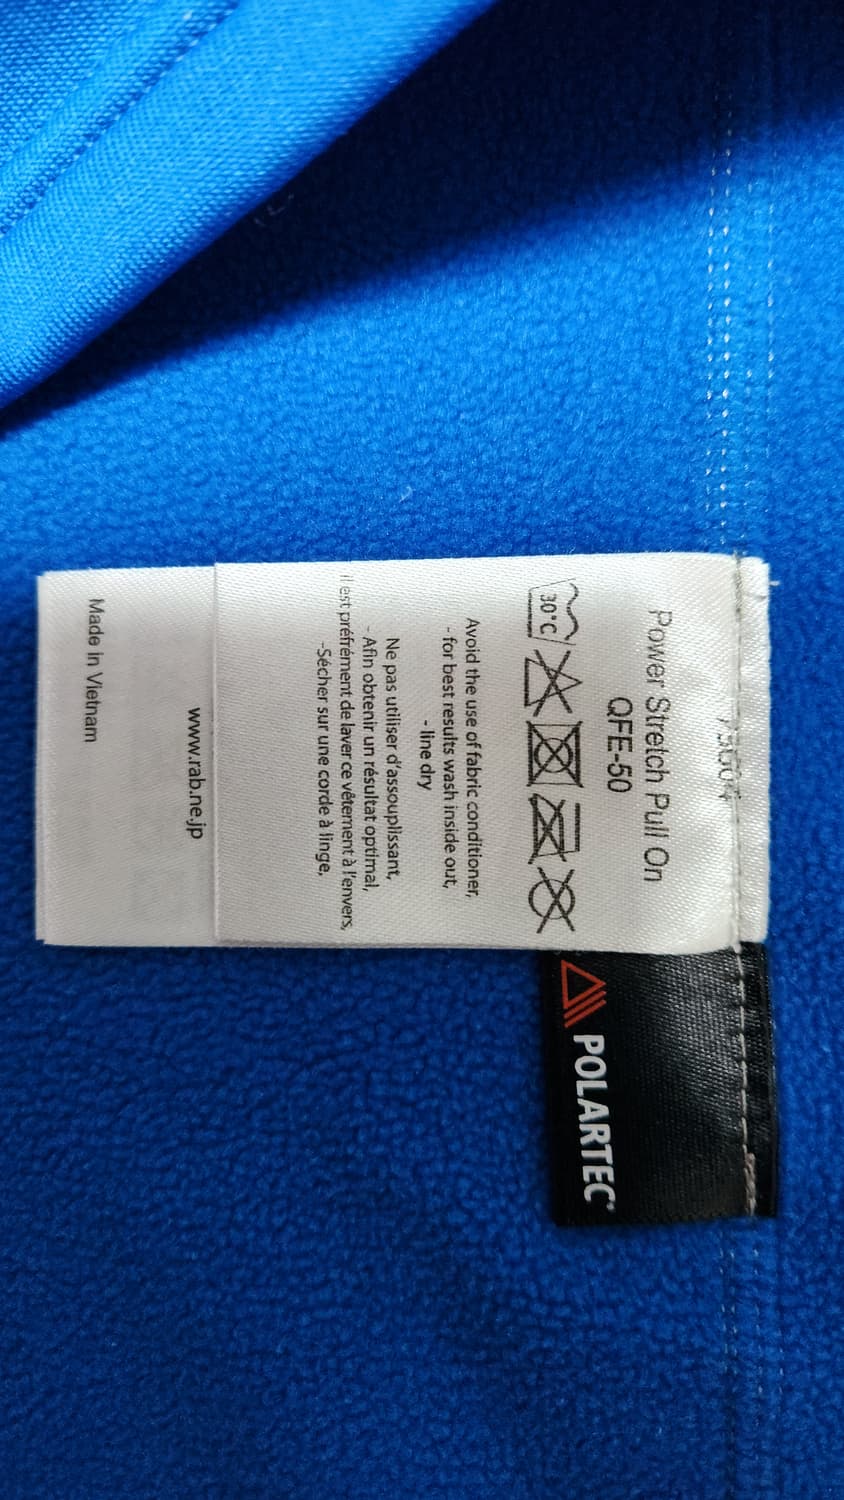 Power Stretch Pull On
QFE-50
30°C
Avoid the use of fabric conditioner,
- for best results wash inside out,
- line dry
Ne pas utiliser d'assouplissant,
- Afin obtenir un résultat optimal,
il est préfrément de laver ce vêtement à l'envers,
-Sécher sur une corde à linge,
www.rab.ne.jp
Made in Vietnam
POLARTEC®